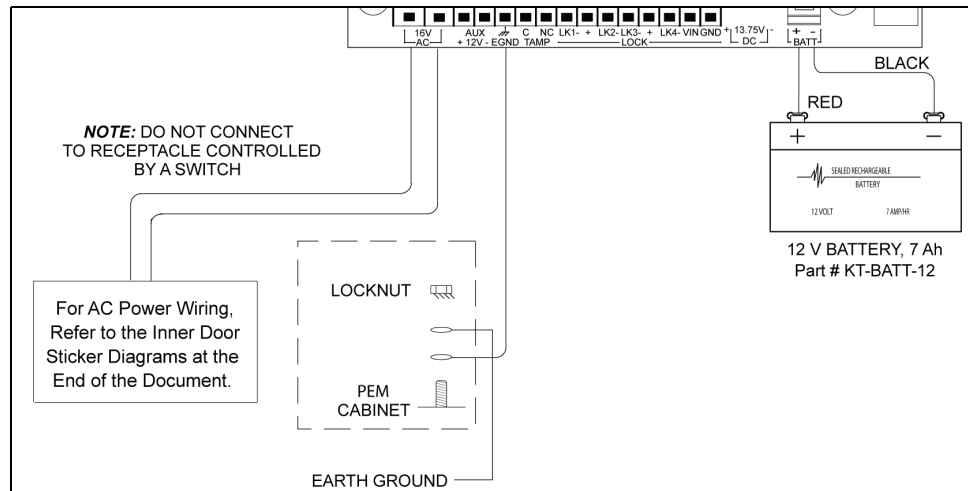 16V AUX C NC LK1- + LK2- LK3- + LK4- VIN GND + 13.75V - + -
AC + 12V - EGND TAMP LOCK DC BATT
BLACK
RED
NOTE: DO NOT CONNECT
TO RECEPTACLE CONTROLLED
BY A SWITCH
+ −
SEALED RECHARGEABLE
BATTERY
12 VOLT 7 AMP/HR
12 V BATTERY, 7 Ah
Part # KT-BATT-12
LOCKNUT
For AC Power Wiring,
Refer to the Inner Door
Sticker Diagrams at the
End of the Document.
PEM
CABINET
EARTH GROUND